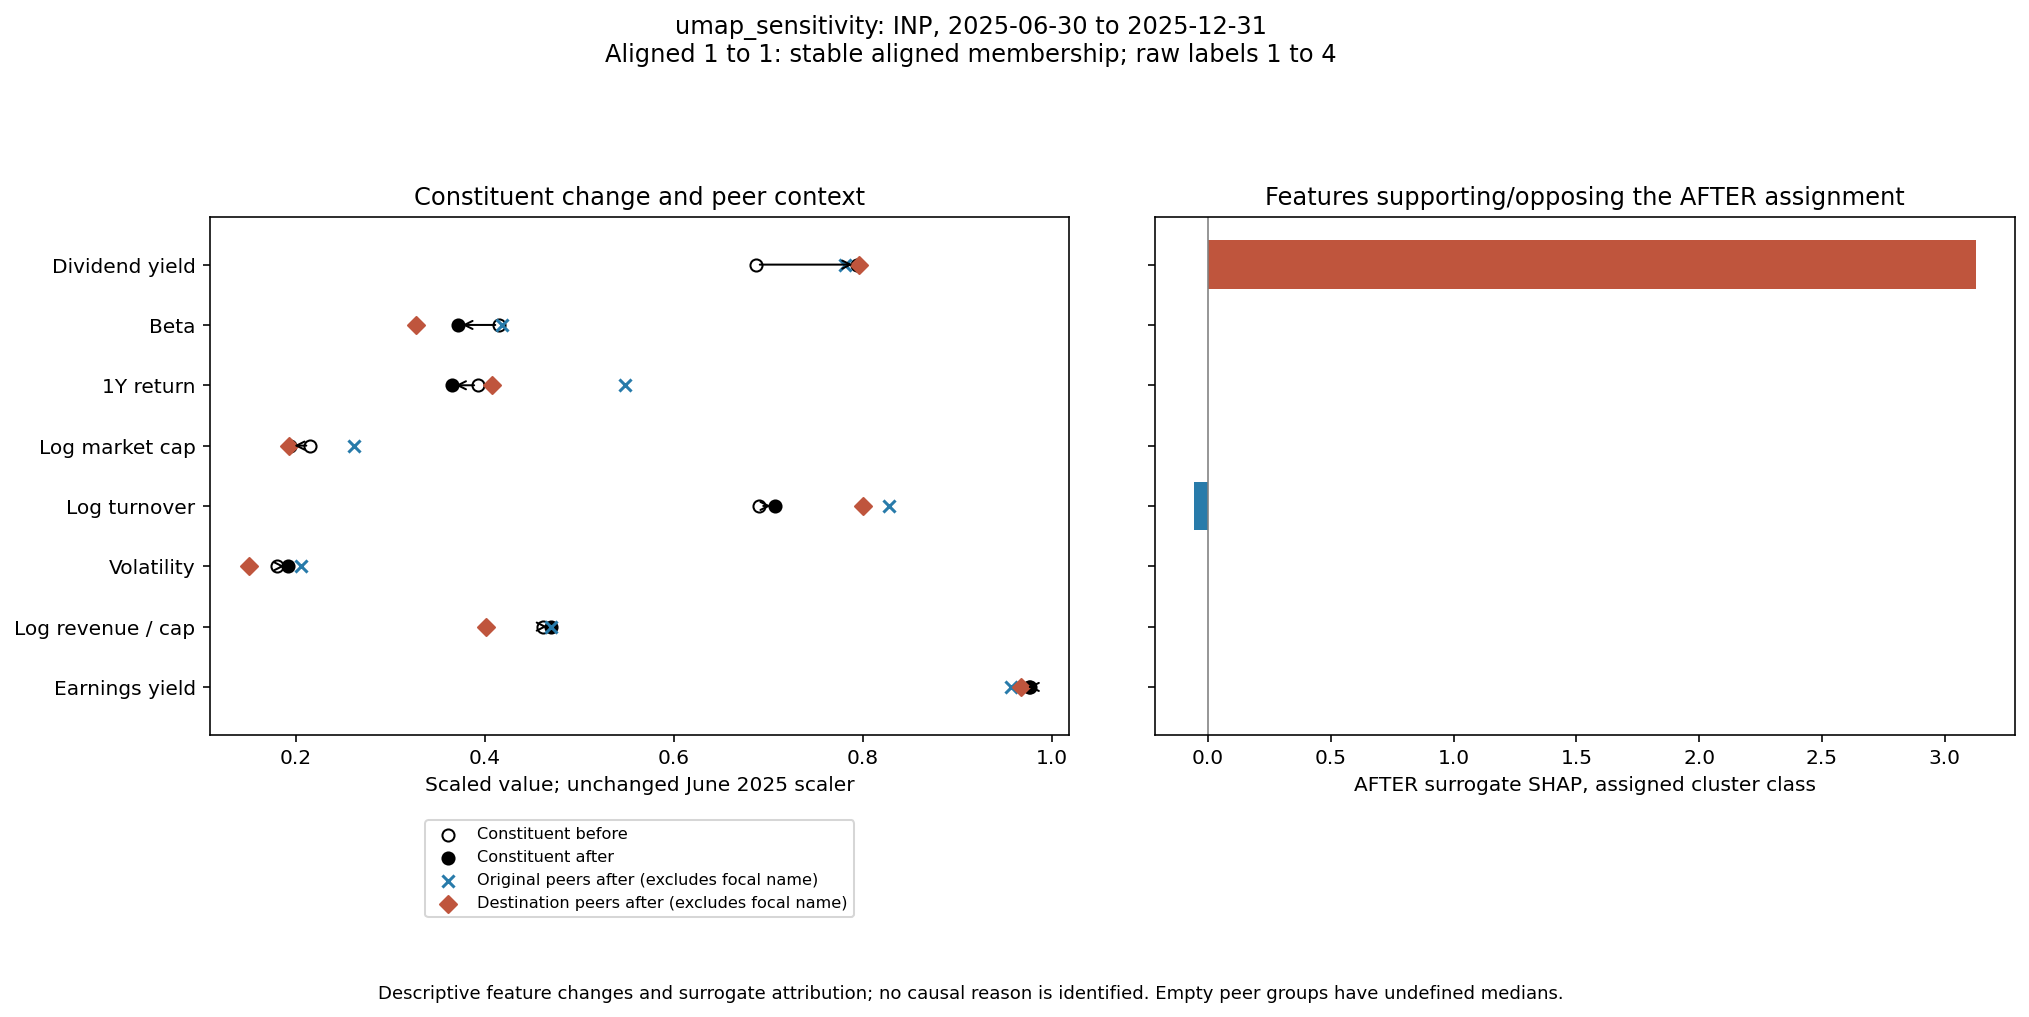 umap_sensitivity: INP, 2025-06-30 to 2025-12-31
Aligned 1 to 1: stable aligned membership; raw labels 1 to 4
Constituent change and peer context
Dividend yield
Beta
1Y return
Log market cap
Log turnover
Volatility
Log revenue / cap
Earnings yield
0.2 0.4 0.6 0.8 1.0
Scaled value; unchanged June 2025 scaler
Constituent before
Constituent after
Original peers after (excludes focal name)
Destination peers after (excludes focal name)
Features supporting/opposing the AFTER assignment
0.0 0.5 1.0 1.5 2.0 2.5 3.0
AFTER surrogate SHAP, assigned cluster class
Descriptive feature changes and surrogate attribution; no causal reason is identified. Empty peer groups have undefined medians.